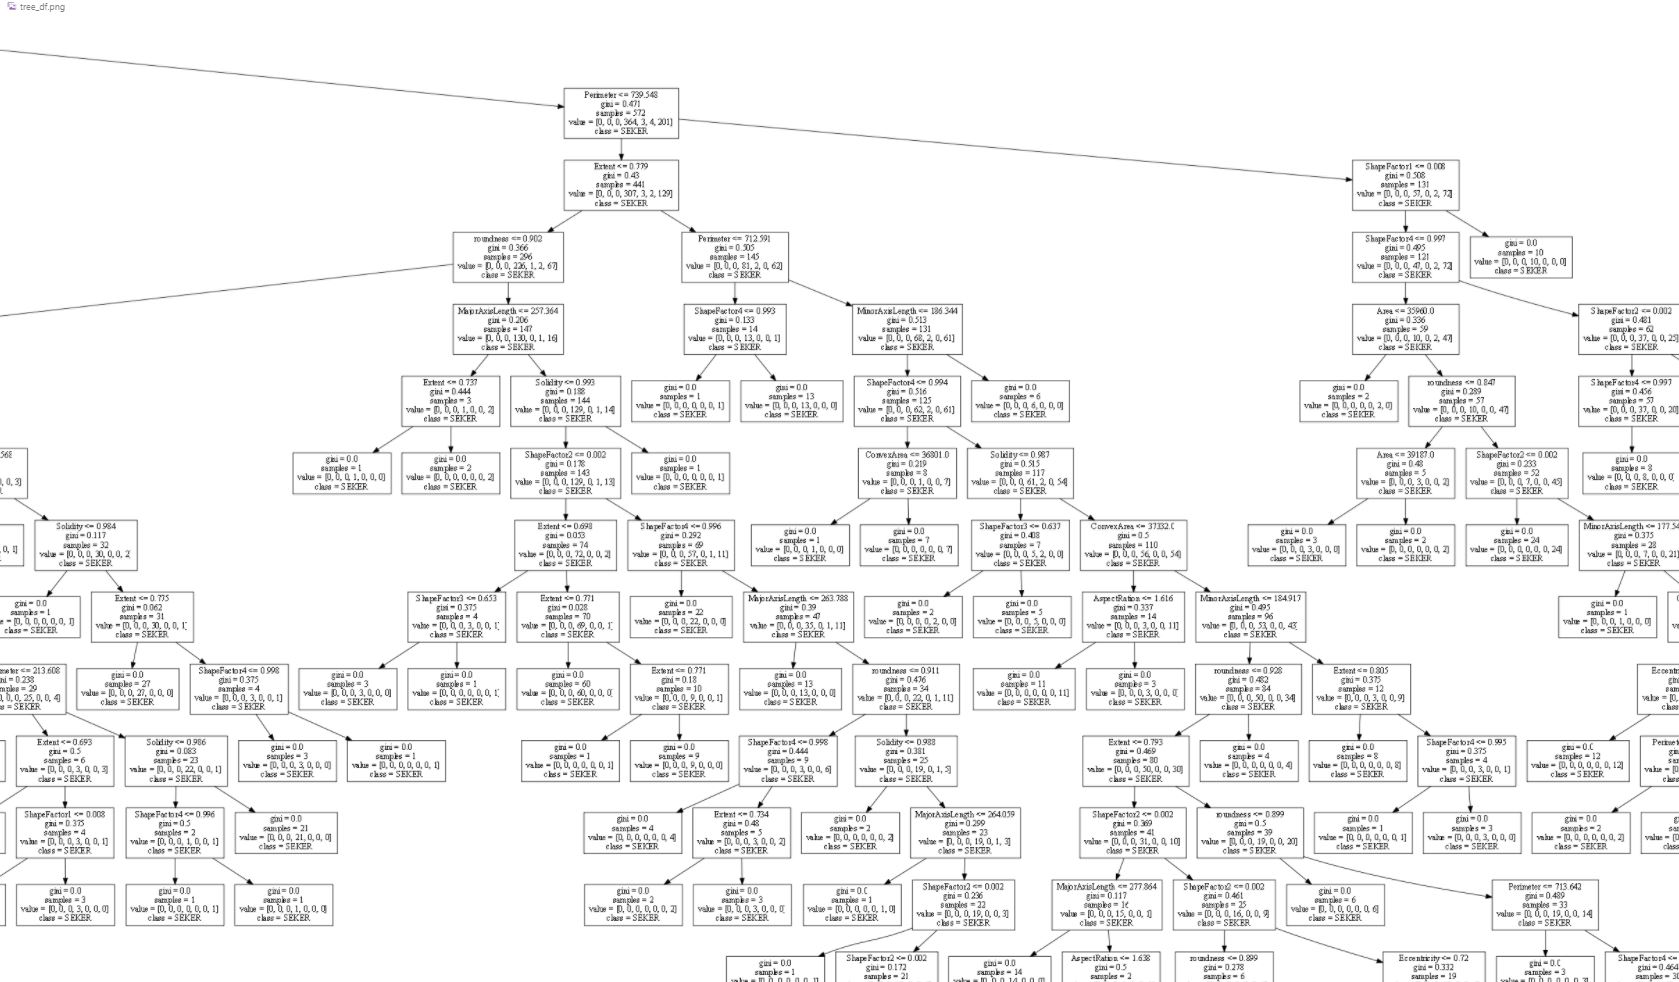 tree_df.png
Perimeter <= 739.548
gini = 0.471
samples = 572
value = [0, 0, 0, 364, 3, 4, 201]
class = SEKER
Extent <= 0.779
gini = 0.43
samples = 441
value = [0, 0, 0, 307, 3, 2, 129]
class = SEKER
ShapeFactor1 <= 0.008
gini = 0.508
samples = 131
value = [0, 0, 0, 57, 0, 2, 72]
class = SEKER
roundness <= 0.902
gini = 0.366
samples = 296
value = [0, 0, 0, 226, 1, 2, 67]
class = SEKER
Perimeter <= 712.591
gini = 0.505
samples = 145
value = [0, 0, 0, 81, 2, 0, 62]
class = SEKER
ShapeFactor4 <= 0.997
gini = 0.495
samples = 121
value = [0, 0, 0, 47, 0, 2, 72]
class = SEKER
gini = 0.0
samples = 10
value = [0, 0, 0, 10, 0, 0, 0]
class = SEKER
MajorAxisLength <= 257.364
gini = 0.206
samples = 147
value = [0, 0, 0, 130, 0, 1, 16]
class = SEKER
ShapeFactor4 <= 0.993
gini = 0.133
samples = 14
value = [0, 0, 0, 13, 0, 0, 1]
class = SEKER
MinorAxisLength <= 186.344
gini = 0.513
samples = 131
value = [0, 0, 0, 68, 2, 0, 61]
class = SEKER
Area <= 35960.0
gini = 0.336
samples = 59
value = [0, 0, 0, 10, 0, 2, 47]
class = SEKER
ShapeFactor2 <= 0.002
gini = 0.481
samples = 62
value = [0, 0, 0, 37, 0, 0, 25]
class = SEKER
Extent <= 0.737
gini = 0.444
samples = 3
value = [0, 0, 0, 1, 0, 0, 2]
class = SEKER
Solidity <= 0.993
gini = 0.188
samples = 144
value = [0, 0, 0, 129, 0, 1, 14]
class = SEKER
gini = 0.0
samples = 1
value = [0, 0, 0, 0, 0, 0, 1]
class = SEKER
gini = 0.0
samples = 13
value = [0, 0, 0, 13, 0, 0, 0]
class = SEKER
ShapeFactor4 <= 0.994
gini = 0.516
samples = 125
value = [0, 0, 0, 62, 2, 0, 61]
class = SEKER
gini = 0.0
samples = 6
value = [0, 0, 0, 6, 0, 0, 0]
class = SEKER
gini = 0.0
samples = 2
value = [0, 0, 0, 0, 0, 2, 0]
class = SEKER
roundness <= 0.847
gini = 0.289
samples = 57
value = [0, 0, 0, 10, 0, 0, 47]
class = SEKER
ShapeFactor4 <= 0.997
gini = 0.456
samples = 57
class = SEKER
gini = 0.0
samples = 1
value = [0, 0, 0, 1, 0, 0, 0]
class = SEKER
gini = 0.0
samples = 2
value = [0, 0, 0, 0, 0, 0, 2]
class = SEKER
ShapeFactor2 <= 0.002
gini = 0.178
samples = 143
value = [0, 0, 0, 129, 0, 1, 13]
class = SEKER
gini = 0.0
samples = 1
value = [0, 0, 0, 0, 0, 0, 1]
class = SEKER
ConvexArea <= 36801.0
gini = 0.219
samples = 8
value = [0, 0, 0, 1, 0, 0, 7]
class = SEKER
Solidity <= 0.987
gini = 0.515
samples = 117
value = [0, 0, 0, 61, 2, 0, 54]
class = SEKER
Area <= 39187.0
gini = 0.48
samples = 5
value = [0, 0, 0, 3, 0, 0, 2]
class = SEKER
ShapeFactor2 <= 0.002
gini = 0.233
samples = 52
value = [0, 0, 0, 7, 0, 0, 45]
class = SEKER
gini = 0.0
samples = 8
value = [0, 0, 0, 8, 0, 0, 0]
class = SEKER
Solidity <= 0.984
gini = 0.117
samples = 32
value = [0, 0, 0, 30, 0, 0, 2]
class = SEKER
Extent <= 0.698
gini = 0.053
samples = 74
value = [0, 0, 0, 72, 0, 0, 2]
class = SEKER
ShapeFactor4 <= 0.996
gini = 0.292
samples = 69
value = [0, 0, 0, 57, 0, 1, 11]
class = SEKER
gini = 0.0
samples = 1
value = [0, 0, 0, 1, 0, 0, 0]
class = SEKER
gini = 0.0
samples = 7
value = [0, 0, 0, 0, 0, 0, 7]
class = SEKER
ShapeFactor3 <= 0.637
gini = 0.408
samples = 7
value = [0, 0, 0, 5, 2, 0, 0]
class = SEKER
ConvexArea <= 37332.0
gini = 0.5
samples = 110
value = [0, 0, 0, 56, 0, 0, 54]
class = SEKER
gini = 0.0
samples = 3
value = [0, 0, 0, 3, 0, 0, 0]
class = SEKER
gini = 0.0
samples = 2
value = [0, 0, 0, 0, 0, 0, 2]
class = SEKER
gini = 0.0
samples = 24
value = [0, 0, 0, 0, 0, 0, 24]
class = SEKER
gini = 0.375
samples = 28
value = [0, 0, 0, 7, 0, 0, 21]
class = SEKER
gini = 0.0
samples = 1
class = SEKER
Extent <= 0.775
gini = 0.062
samples = 31
value = [0, 0, 0, 30, 0, 0, 1]
class = SEKER
ShapeFactor3 <= 0.653
gini = 0.375
samples = 4
value = [0, 0, 0, 3, 0, 0, 1]
class = SEKER
Extent <= 0.771
gini = 0.028
samples = 70
value = [0, 0, 0, 69, 0, 0, 1]
class = SEKER
gini = 0.0
samples = 22
value = [0, 0, 0, 22, 0, 0, 0]
class = SEKER
MajorAxisLength <= 263.788
gini = 0.39
samples = 47
value = [0, 0, 0, 35, 0, 1, 11]
class = SEKER
gini = 0.0
samples = 2
value = [0, 0, 0, 0, 2, 0, 0]
class = SEKER
gini = 0.0
samples = 5
value = [0, 0, 0, 5, 0, 0, 0]
class = SEKER
AspectRation <= 1.616
gini = 0.337
samples = 14
value = [0, 0, 0, 3, 0, 0, 11]
class = SEKER
MinorAxisLength <= 184.917
gini = 0.495
samples = 96
value = [0, 0, 0, 53, 0, 0, 43]
class = SEKER
gini = 0.0
samples = 1
value = [0, 0, 0, 1, 0, 0, 0]
class = SEKER
gini = 0.238
samples = 29
gini = 0.0
samples = 27
value = [0, 0, 0, 27, 0, 0, 0]
class = SEKER
ShapeFactor4 <= 0.998
gini = 0.375
samples = 4
value = [0, 0, 0, 3, 0, 0, 1]
class = SEKER
gini = 0.0
samples = 3
value = [0, 0, 0, 3, 0, 0, 0]
class = SEKER
gini = 0.0
samples = 1
value = [0, 0, 0, 0, 0, 0, 1]
class = SEKER
gini = 0.0
samples = 60
value = [0, 0, 0, 60, 0, 0, 0]
class = SEKER
Extent <= 0.771
gini = 0.18
samples = 10
value = [0, 0, 0, 9, 0, 0, 1]
class = SEKER
gini = 0.0
samples = 13
value = [0, 0, 0, 13, 0, 0, 0]
class = SEKER
roundness <= 0.911
gini = 0.476
samples = 34
value = [0, 0, 0, 22, 0, 1, 11]
class = SEKER
gini = 0.0
samples = 11
value = [0, 0, 0, 0, 0, 0, 11]
class = SEKER
gini = 0.0
samples = 3
value = [0, 0, 0, 3, 0, 0, 0]
class = SEKER
roundness <= 0.928
gini = 0.482
samples = 84
value = [0, 0, 0, 50, 0, 0, 34]
class = SEKER
Extent <= 0.805
gini = 0.375
samples = 12
value = [0, 0, 0, 3, 0, 0, 9]
class = SEKER
Extent <= 0.693
gini = 0.5
samples = 6
value = [0, 0, 0, 3, 0, 0, 3]
class = SEKER
Solidity <= 0.986
gini = 0.083
samples = 23
value = [0, 0, 0, 22, 0, 0, 1]
class = SEKER
gini = 0.0
samples = 3
value = [0, 0, 0, 3, 0, 0, 0]
class = SEKER
gini = 0.0
samples = 1
value = [0, 0, 0, 0, 0, 0, 1]
class = SEKER
gini = 0.0
samples = 1
value = [0, 0, 0, 0, 0, 0, 1]
class = SEKER
gini = 0.0
samples = 9
value = [0, 0, 0, 9, 0, 0, 0]
class = SEKER
ShapeFactor4 <= 0.998
gini = 0.444
samples = 9
value = [0, 0, 0, 3, 0, 0, 6]
class = SEKER
Solidity <= 0.988
gini = 0.381
samples = 25
value = [0, 0, 0, 19, 0, 1, 5]
class = SEKER
Extent <= 0.793
gini = 0.469
samples = 80
value = [0, 0, 0, 50, 0, 0, 30]
class = SEKER
gini = 0.0
samples = 4
value = [0, 0, 0, 0, 0, 0, 4]
class = SEKER
gini = 0.0
samples = 8
value = [0, 0, 0, 0, 0, 0, 8]
class = SEKER
ShapeFactor4 <= 0.995
gini = 0.375
samples = 4
value = [0, 0, 0, 3, 0, 0, 1]
class = SEKER
gini = 0.0
samples = 12
value = [0, 0, 0, 0, 0, 0, 12]
class = SEKER
ShapeFactor1 <= 0.008
gini = 0.375
samples = 4
value = [0, 0, 0, 3, 0, 0, 1]
class = SEKER
ShapeFactor4 <= 0.996
gini = 0.5
samples = 2
value = [0, 0, 0, 1, 0, 0, 1]
class = SEKER
gini = 0.0
samples = 21
value = [0, 0, 0, 21, 0, 0, 0]
class = SEKER
gini = 0.0
samples = 4
value = [0, 0, 0, 0, 0, 0, 4]
class = SEKER
Extent <= 0.734
gini = 0.48
samples = 5
value = [0, 0, 0, 3, 0, 0, 2]
class = SEKER
gini = 0.0
samples = 2
value = [0, 0, 0, 0, 0, 0, 2]
class = SEKER
MajorAxisLength <= 264.059
gini = 0.299
samples = 23
value = [0, 0, 0, 19, 0, 1, 3]
class = SEKER
ShapeFactor2 <= 0.002
gini = 0.369
samples = 41
value = [0, 0, 0, 31, 0, 0, 10]
class = SEKER
roundness <= 0.899
gini = 0.5
samples = 39
value = [0, 0, 0, 19, 0, 0, 20]
class = SEKER
gini = 0.0
samples = 1
value = [0, 0, 0, 0, 0, 0, 1]
class = SEKER
gini = 0.0
samples = 3
value = [0, 0, 0, 3, 0, 0, 0]
class = SEKER
gini = 0.0
samples = 2
value = [0, 0, 0, 0, 0, 0, 2]
class = SEKER
gini = 0.0
samples = 3
value = [0, 0, 0, 3, 0, 0, 0]
class = SEKER
gini = 0.0
samples = 1
value = [0, 0, 0, 0, 0, 0, 1]
class = SEKER
gini = 0.0
samples = 1
value = [0, 0, 0, 1, 0, 0, 0]
class = SEKER
gini = 0.0
samples = 2
value = [0, 0, 0, 0, 0, 0, 2]
class = SEKER
gini = 0.0
samples = 3
value = [0, 0, 0, 3, 0, 0, 0]
class = SEKER
gini = 0.0
samples = 1
value = [0, 0, 0, 0, 0, 1, 0]
class = SEKER
ShapeFactor2 <= 0.002
gini = 0.236
samples = 22
value = [0, 0, 0, 19, 0, 0, 3]
class = SEKER
MajorAxisLength <= 277.864
gini = 0.117
samples = 16
value = [0, 0, 0, 15, 0, 0, 1]
class = SEKER
ShapeFactor2 <= 0.002
gini = 0.461
samples = 25
value = [0, 0, 0, 16, 0, 0, 9]
class = SEKER
gini = 0.0
samples = 6
value = [0, 0, 0, 0, 0, 0, 6]
class = SEKER
Perimeter <= 713.642
gini = 0.489
samples = 33
value = [0, 0, 0, 19, 0, 0, 14]
class = SEKER
gini = 0.0
samples = 1
ShapeFactor2 <= 0.002
gini = 0.172
samples = 21
gini = 0.0
samples = 14
AspectRation <= 1.638
gini = 0.5
samples = 2
roundness <= 0.899
gini = 0.278
samples = 6
Eccentricity <= 0.72
gini = 0.332
samples = 19
gini = 0.0
samples = 3
ShapeFactor4 <=
gini = 0.464